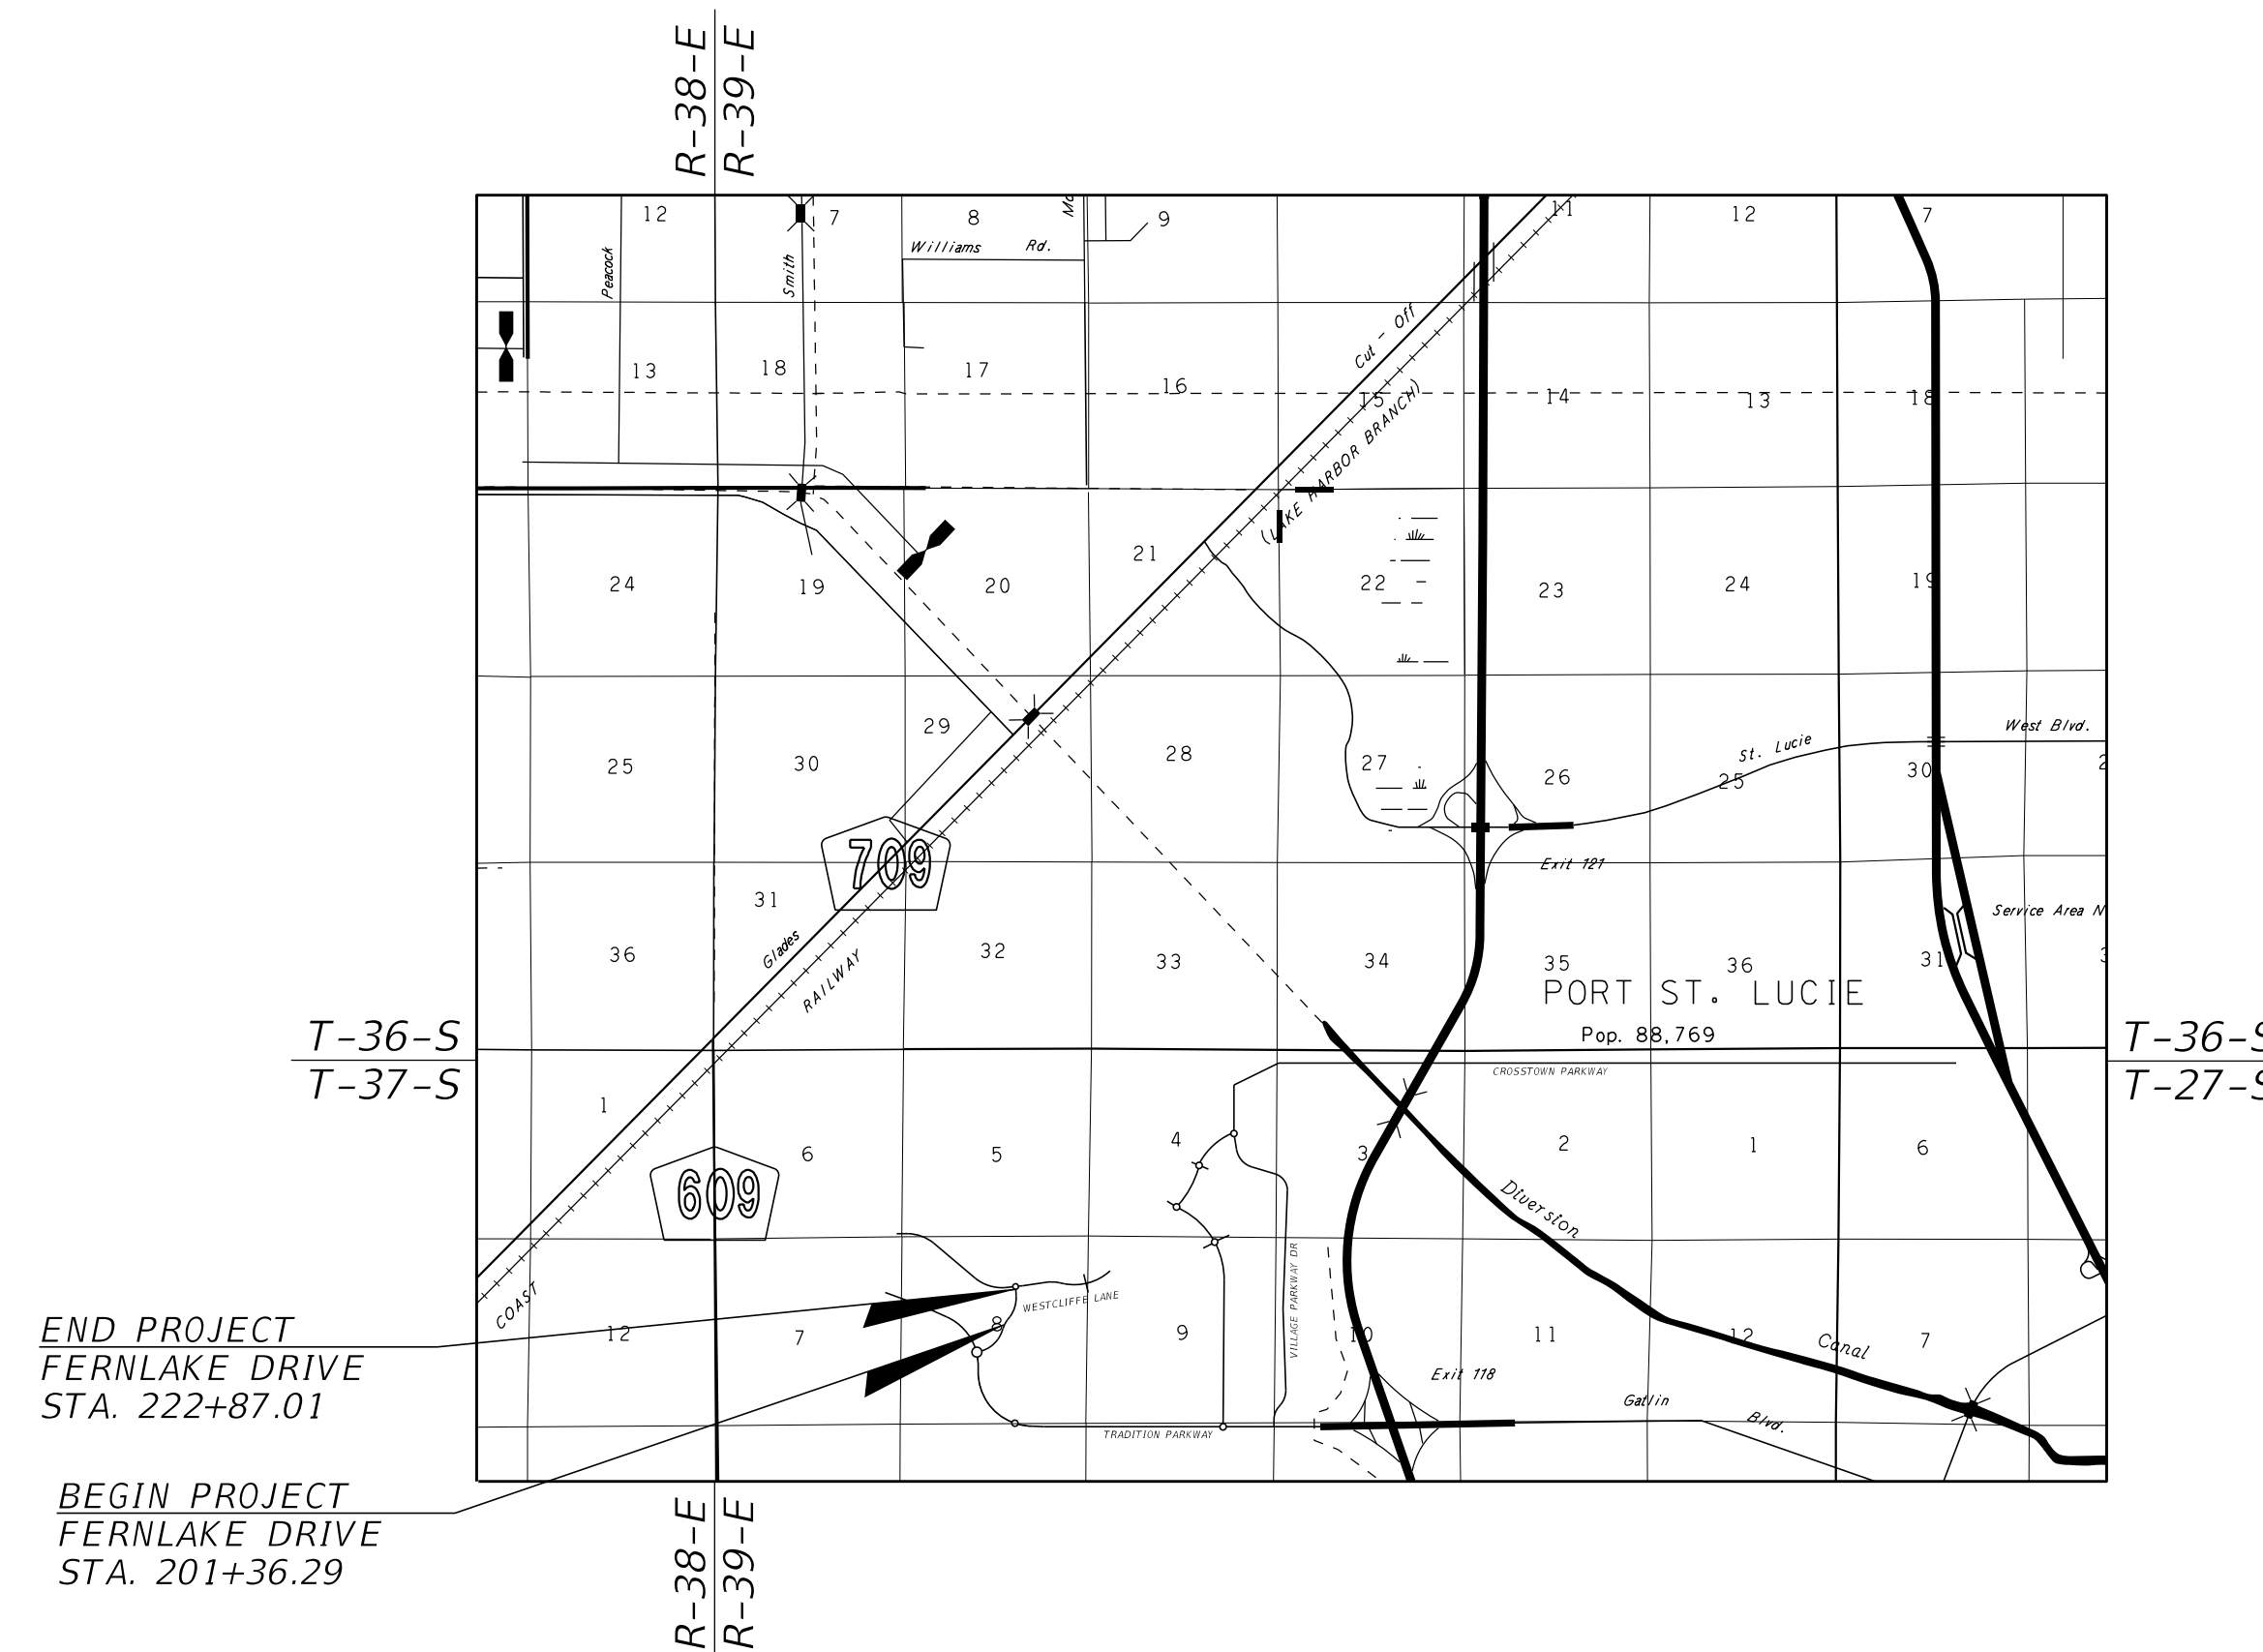 R-38-E
R-39-E
12
7
8
Mc
9
11
12
7
Williams Rd.
Peacock
Smith
Cut - Off
13
18
17
16
15
14
13
18
(LAKE HARBOR BRANCH)
24
19
20
21
22
23
24
19
29
28
27
26
25
30
25
30
St. Lucie
West Blvd.
2
709
Exit 121
31
Service Area N
36
Glades
RAILWAY
32
33
34
35
36
31
3
PORT ST. LUCIE
Pop. 88,769
T-36-S
T-37-S
T-36-S
T-27-S
CROSSTOWN PARKWAY
1
6
5
4
3
2
1
6
609
Diversion
COAST
WESTCLIFFE LANE
VILLAGE PARKWAY DR
12
7
8
9
10
11
12
7
Canal
Exit 118
Gatlin Blvd.
TRADITION PARKWAY
END PROJECT
FERNLAKE DRIVE
STA. 222+87.01
BEGIN PROJECT
FERNLAKE DRIVE
STA. 201+36.29
R-38-E
R-39-E